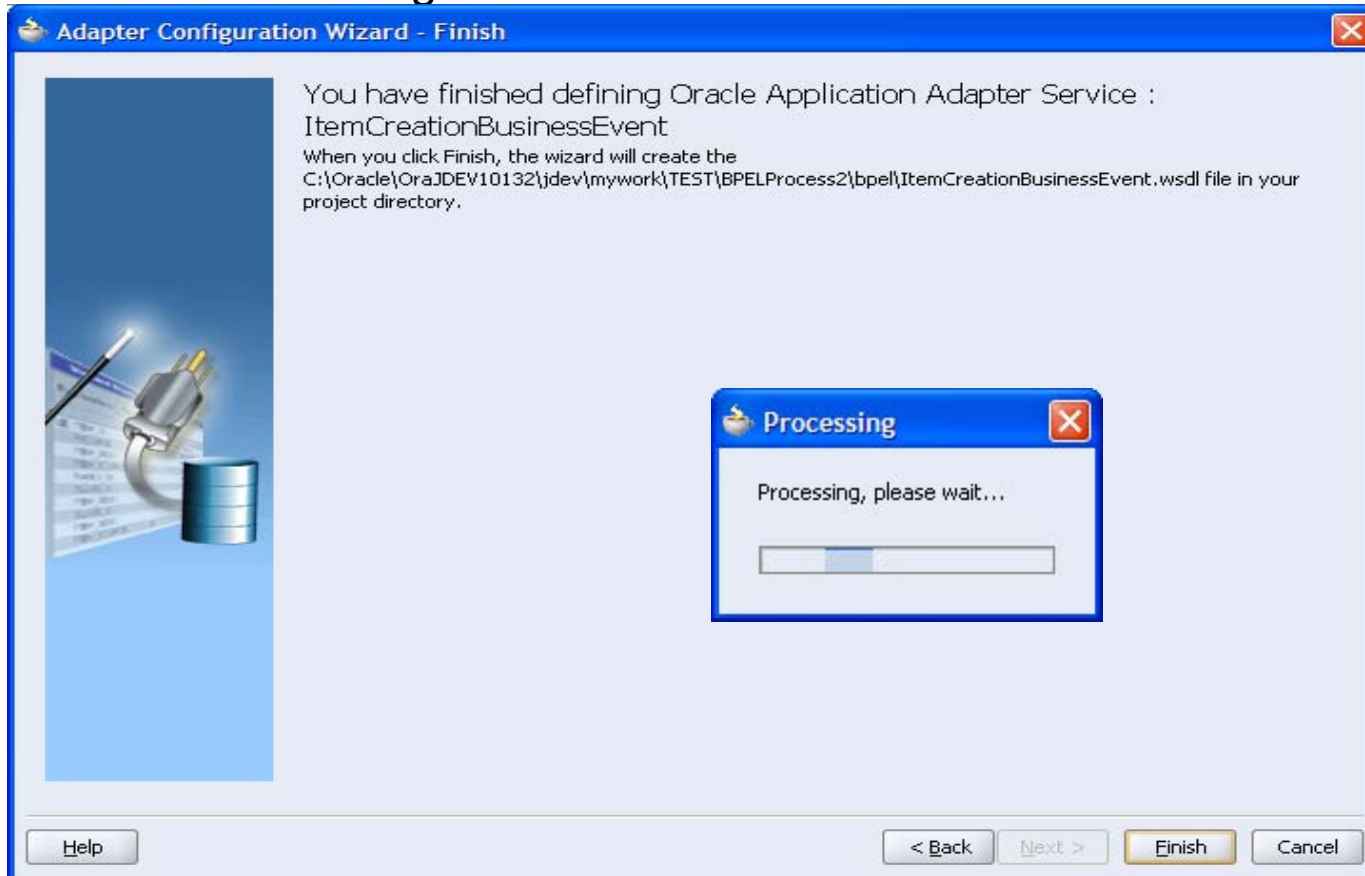 Adapter Configuration Wizard - Finish
You have finished defining Oracle Application Adapter Service :
ItemCreationBusinessEvent
When you click Finish, the wizard will create the
C:\Oracle\OraJDEV10132\jdev\mywork\TEST\BPELProcess2\bpel\ItemCreationBusinessEvent.wsdl file in your
project directory.
Processing
Processing, please wait...
Help
< Back
Next >
Finish
Cancel